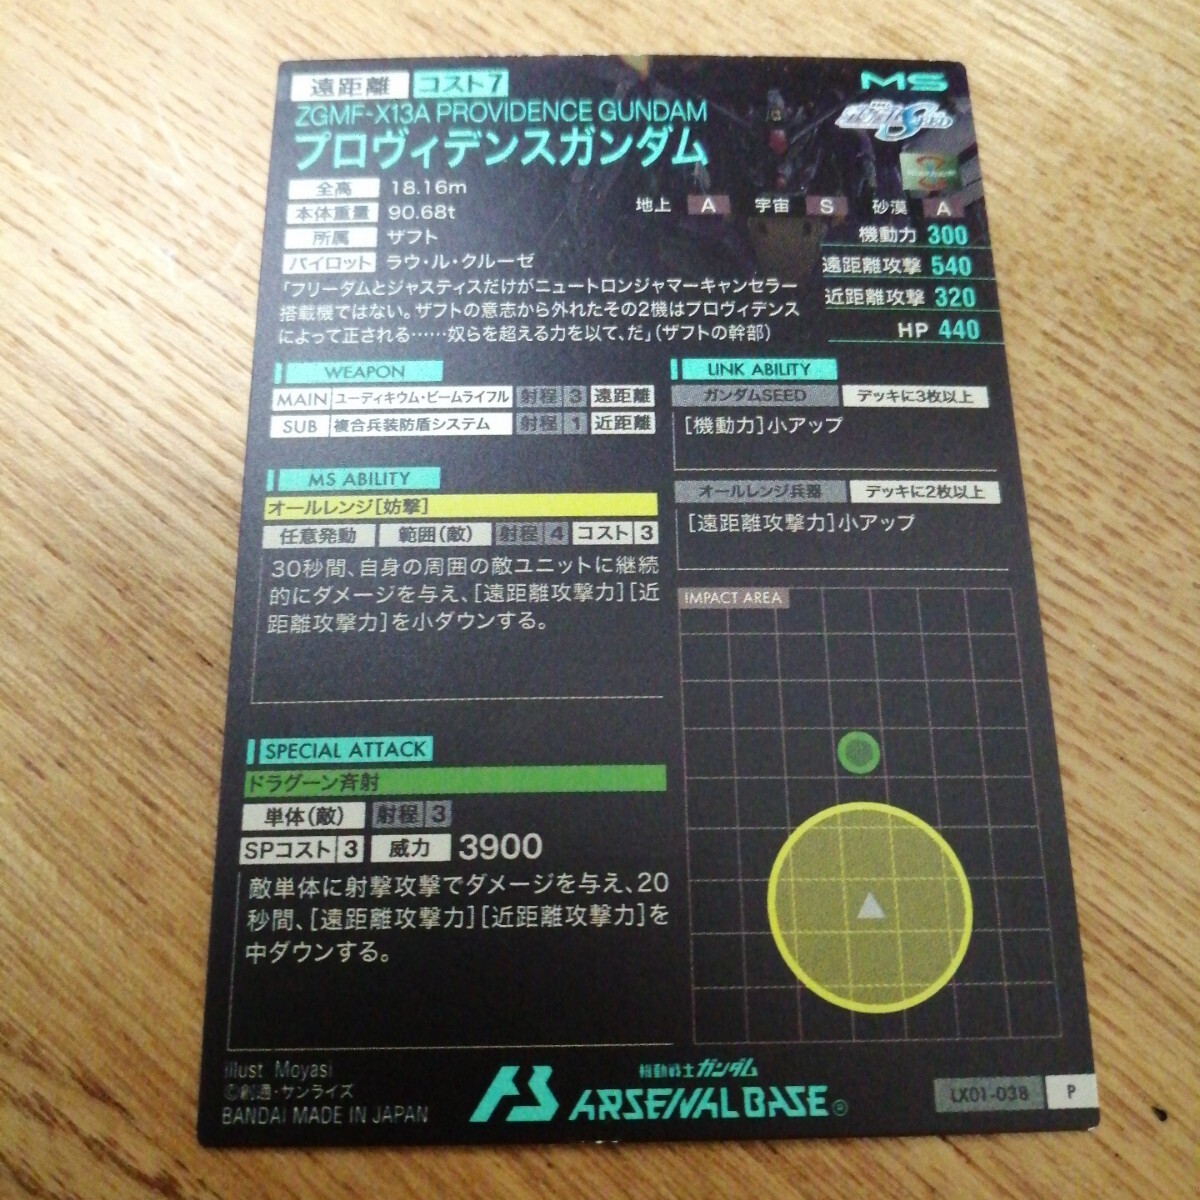 遠距離 コスト7
MS
ZGMF-X13A PROVIDENCE GUNDAM
プロヴィデンスガンダム
全高 18.16m
本体重量 90.68t
所属 ザフト
パイロット ラウ・ル・クルーゼ
地上 A 宇宙 S 砂漠 A
機動力 300
遠距離攻撃 540
近距離攻撃 320
HP 440
「フリーダムとジャスティスだけがニュートロンジャマーキャンセラー
搭載機ではない。ザフトの意志から外れたその2機はプロヴィデンス
によって正される……奴らを超える力を以て、だ」(ザフトの幹部)
WEAPON
MAIN ユーディキウム・ビームライフル 射程 3 遠距離
SUB 複合兵装防盾システム 射程 1 近距離
LINK ABILITY
ガンダムSEED デッキに3枚以上
[機動力]小アップ
オールレンジ兵器 デッキに2枚以上
[遠距離攻撃力]小アップ
MS ABILITY
オールレンジ[妨撃]
任意発動 範囲(敵) 射程 4 コスト 3
30秒間、自身の周囲の敵ユニットに継続
的にダメージを与え、[遠距離攻撃力][近
距離攻撃力]を小ダウンする。
IMPACT AREA
SPECIAL ATTACK
ドラグーン斉射
単体(敵) 射程 3
SPコスト 3 威力 3900
敵単体に射撃攻撃でダメージを与え、20
秒間、[遠距離攻撃力][近距離攻撃力]を
中ダウンする。
Illust Moyasi
©創通・サンライズ
BANDAI MADE IN JAPAN
機動戦士ガンダム
ARSENAL BASE
LX01-038 P